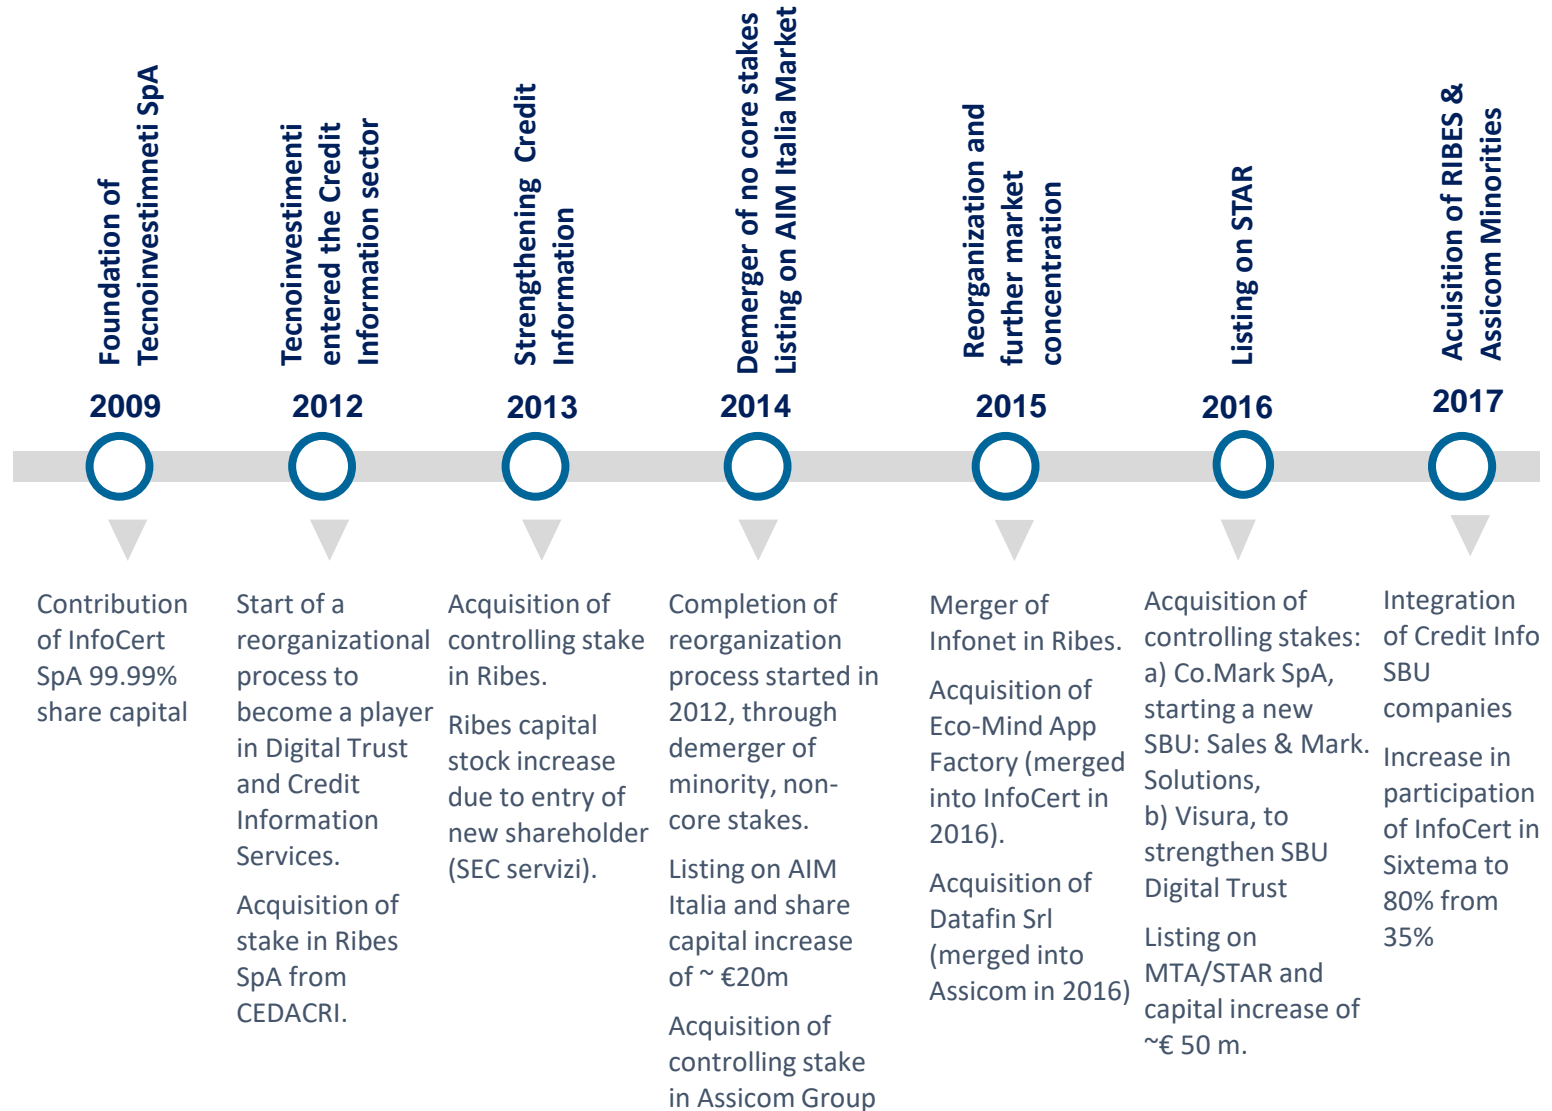 Foundation of
Tecnoinvestimneti SpA
2009
Contribution
of InfoCert
SpA 99.99%
share capital
Tecnoinvestimenti
entered the Credit
Information sector
2012
Start of a
reorganizational
process to
become a player
in Digital Trust
and Credit
Information
Services.
Acquisition of
stake in Ribes
SpA from
CEDACRI.
Strengthening Credit
Information
2013
Acquisition of
controlling stake
in Ribes.
Ribes capital
stock increase
due to entry of
new shareholder
(SEC servizi).
Demerger of no core stakes
Listing on AIM Italia Market
2014
Completion of
reorganization
process started in
2012, through
demerger of
minority, non-
core stakes.
Listing on AIM
Italia and share
capital increase
of ~ €20m
Acquisition of
controlling stake
in Assicom Group
Reorganization and
further market
concentration
2015
Merger of
Infonet in Ribes.
Acquisition of
Eco-Mind App
Factory (merged
into InfoCert in
2016).
Acquisition of
Datafin Srl
(merged into
Assicom in 2016)
Listing on STAR
2016
Acquisition of
controlling stakes:
a) Co.Mark SpA,
starting a new
SBU: Sales & Mark.
Solutions,
b) Visura, to
strengthen SBU
Digital Trust
Listing on
MTA/STAR and
capital increase of
~€ 50 m.
Acuisition of RIBES &
Assicom Minorities
2017
Integration
of Credit Info
SBU
companies
Increase in
participation
of InfoCert in
Sixtema to
80% from
35%